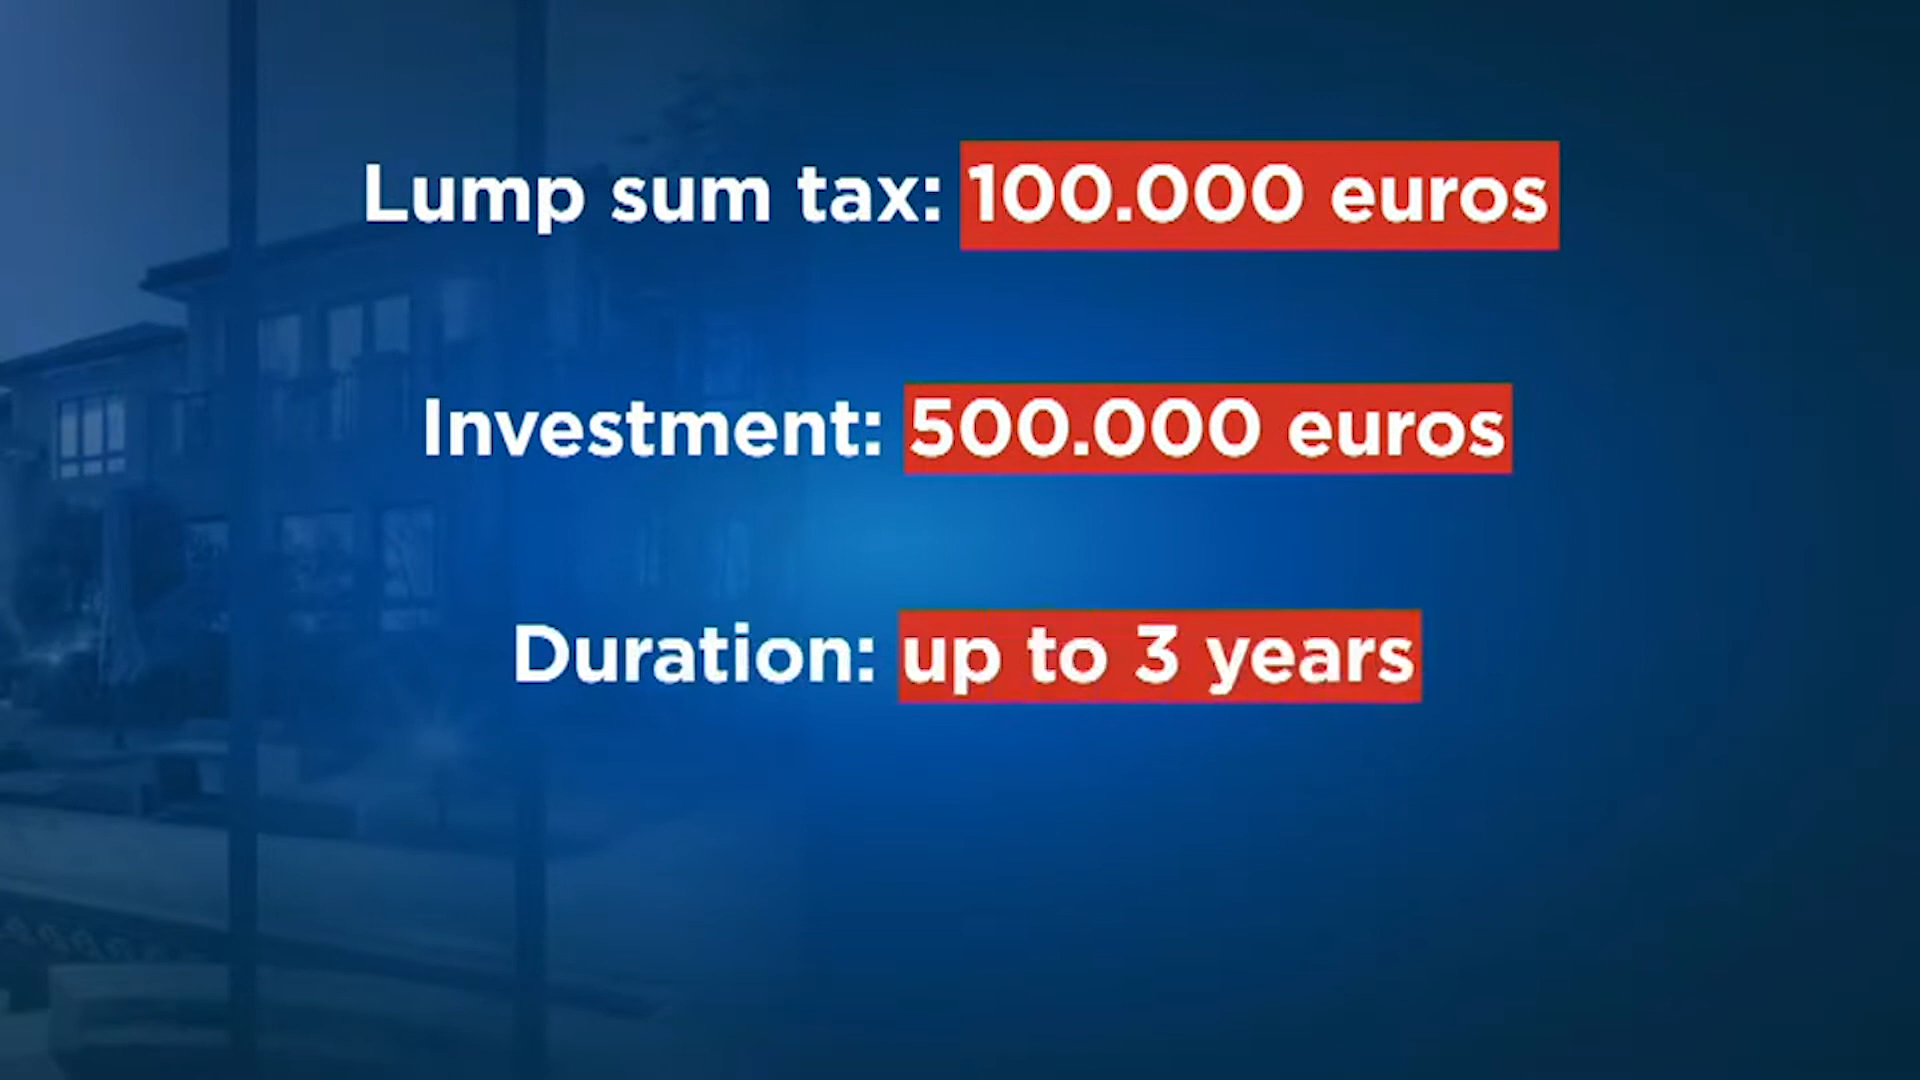 Lump sum tax: 100.000 euros
Investment: 500.000 euros
Duration: up to 3 years